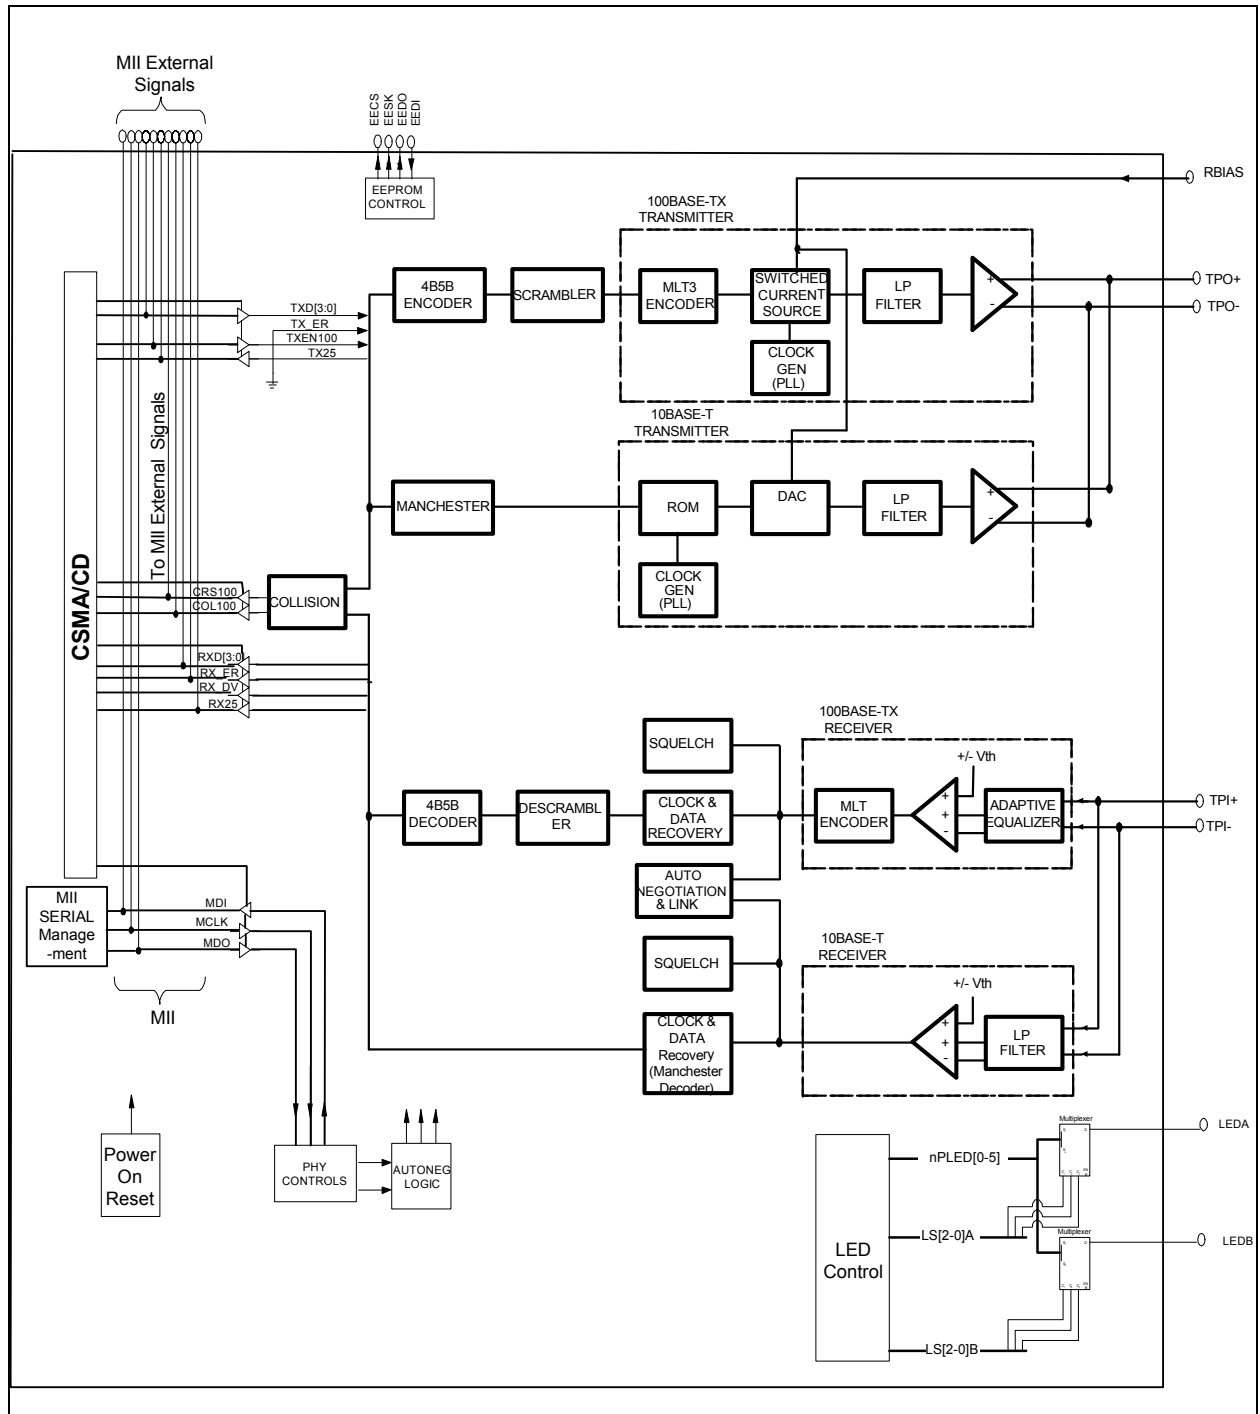 MII External
Signals
EECS
EESK
EEDO
EEDI
EEPROM
CONTROL
RBIAS
100BASE-TX
TRANSMITTER
4B5B
ENCODER
SCRAMBLER
MLT3
ENCODER
SWITCHED
CURRENT
SOURCE
LP
FILTER
+
-
TPO+
TPO-
CLOCK
GEN
(PLL)
TXD[3:0]
TX_ER
TXEN100
TX25
10BASE-T
TRANSMITTER
MANCHESTER
ROM
DAC
LP
FILTER
+
-
CLOCK
GEN
(PLL)
To MII External Signals
CSMA/CD
CRS100
COL100
COLLISION
RXD[3:0]
RX_ER
RX_DV
RX25
100BASE-TX
RECEIVER
SQUELCH
+/- Vth
4B5B
DECODER
DESCRAMBL
ER
CLOCK &
DATA
RECOVERY
MLT
ENCODER
+
+
-
ADAPTIVE
EQUALIZER
TPI+
TPI-
AUTO
NEGOTIATION
& LINK
MII
SERIAL
Manage
-ment
MDI
MCLK
MDO
MII
10BASE-T
RECEIVER
SQUELCH
+/- Vth
CLOCK &
DATA
Recovery
(Manchester
Decoder)
+
+
-
LP
FILTER
Power
On
Reset
PHY
CONTROLS
AUTONEG
LOGIC
LED
Control
nPLED[0-5]
LS[2-0]A
LS[2-0]B
Multiplexer
LEDA
Multiplexer
LEDB